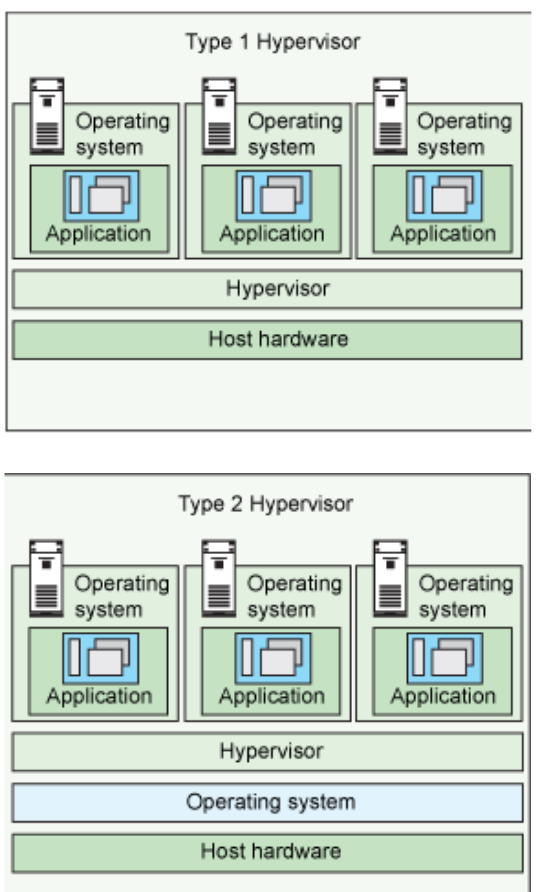 Type 1 Hypervisor
Operating system
Operating system
Operating system
Application
Application
Application
Hypervisor
Host hardware
Type 2 Hypervisor
Operating system
Operating system
Operating system
Application
Application
Application
Hypervisor
Operating system
Host hardware